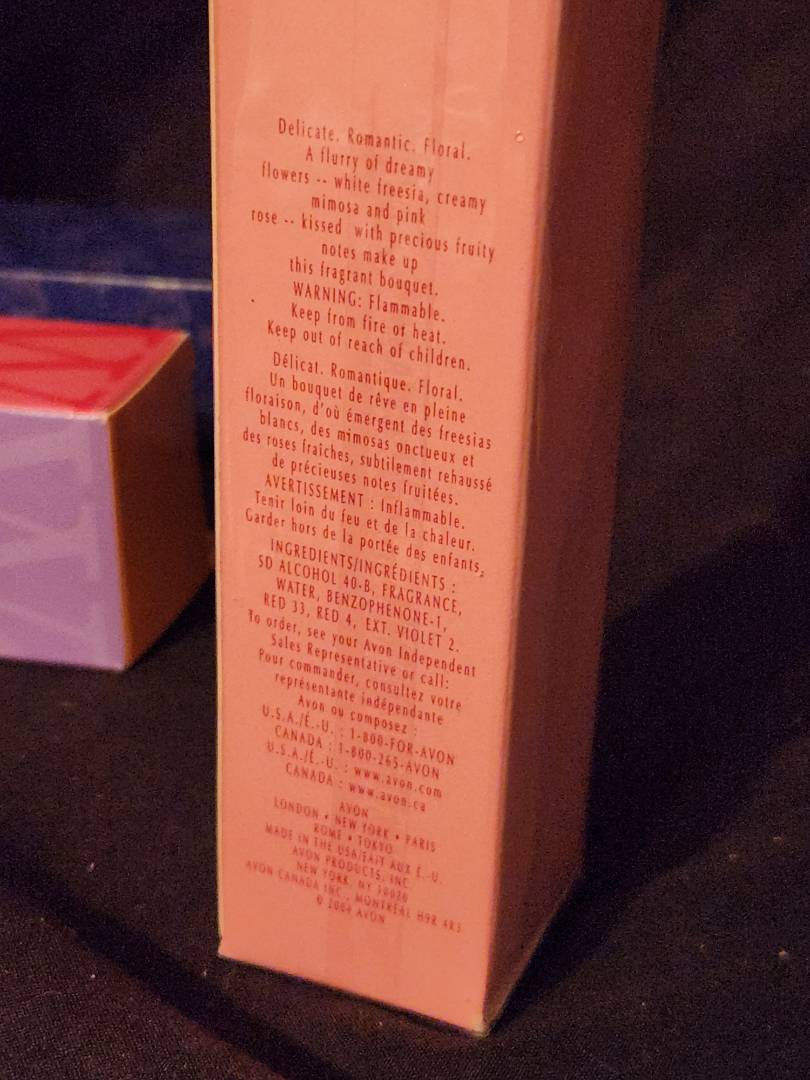 Delicate. Romantic. Floral.
A flurry of dreamy
flowers -- white freesia, creamy
mimosa and pink
rose -- kissed with precious fruity
notes make up
this fragrant bouquet.
WARNING: Flammable.
Keep from fire or heat.
Keep out of reach of children.
Délicat. Romantique. Floral.
Un bouquet de rêve en pleine
floraison, d'où émergent des freesias
blancs, des mimosas onctueux et
des roses fraîches, subtilement rehaussé
de précieuses notes fruitées.
AVERTISSEMENT : Inflammable.
Tenir loin du feu et de la chaleur.
Garder hors de la portée des enfants.
INGREDIENTS/INGRÉDIENTS :
SD ALCOHOL 40-B, FRAGRANCE,
WATER, BENZOPHENONE-1,
RED 33, RED 4, EXT. VIOLET 2.
To order, see your Avon Independent
Sales Representative or call:
Pour commander, consultez votre
représentante indépendante
Avon ou composez :
U.S.A./É.-U. : 1-800-FOR-AVON
CANADA : 1-800-265-AVON
U.S.A./É.-U. : www.avon.com
CANADA : www.avon.ca
AVON
LONDON • NEW YORK • PARIS
ROME • TOKYO
MADE IN THE USA/FAIT AUX É.-U.
AVON PRODUCTS, INC.
NEW YORK, NY 10020
AVON CANADA INC., MONTRÉAL H9R 4R3
© 2004 AVON